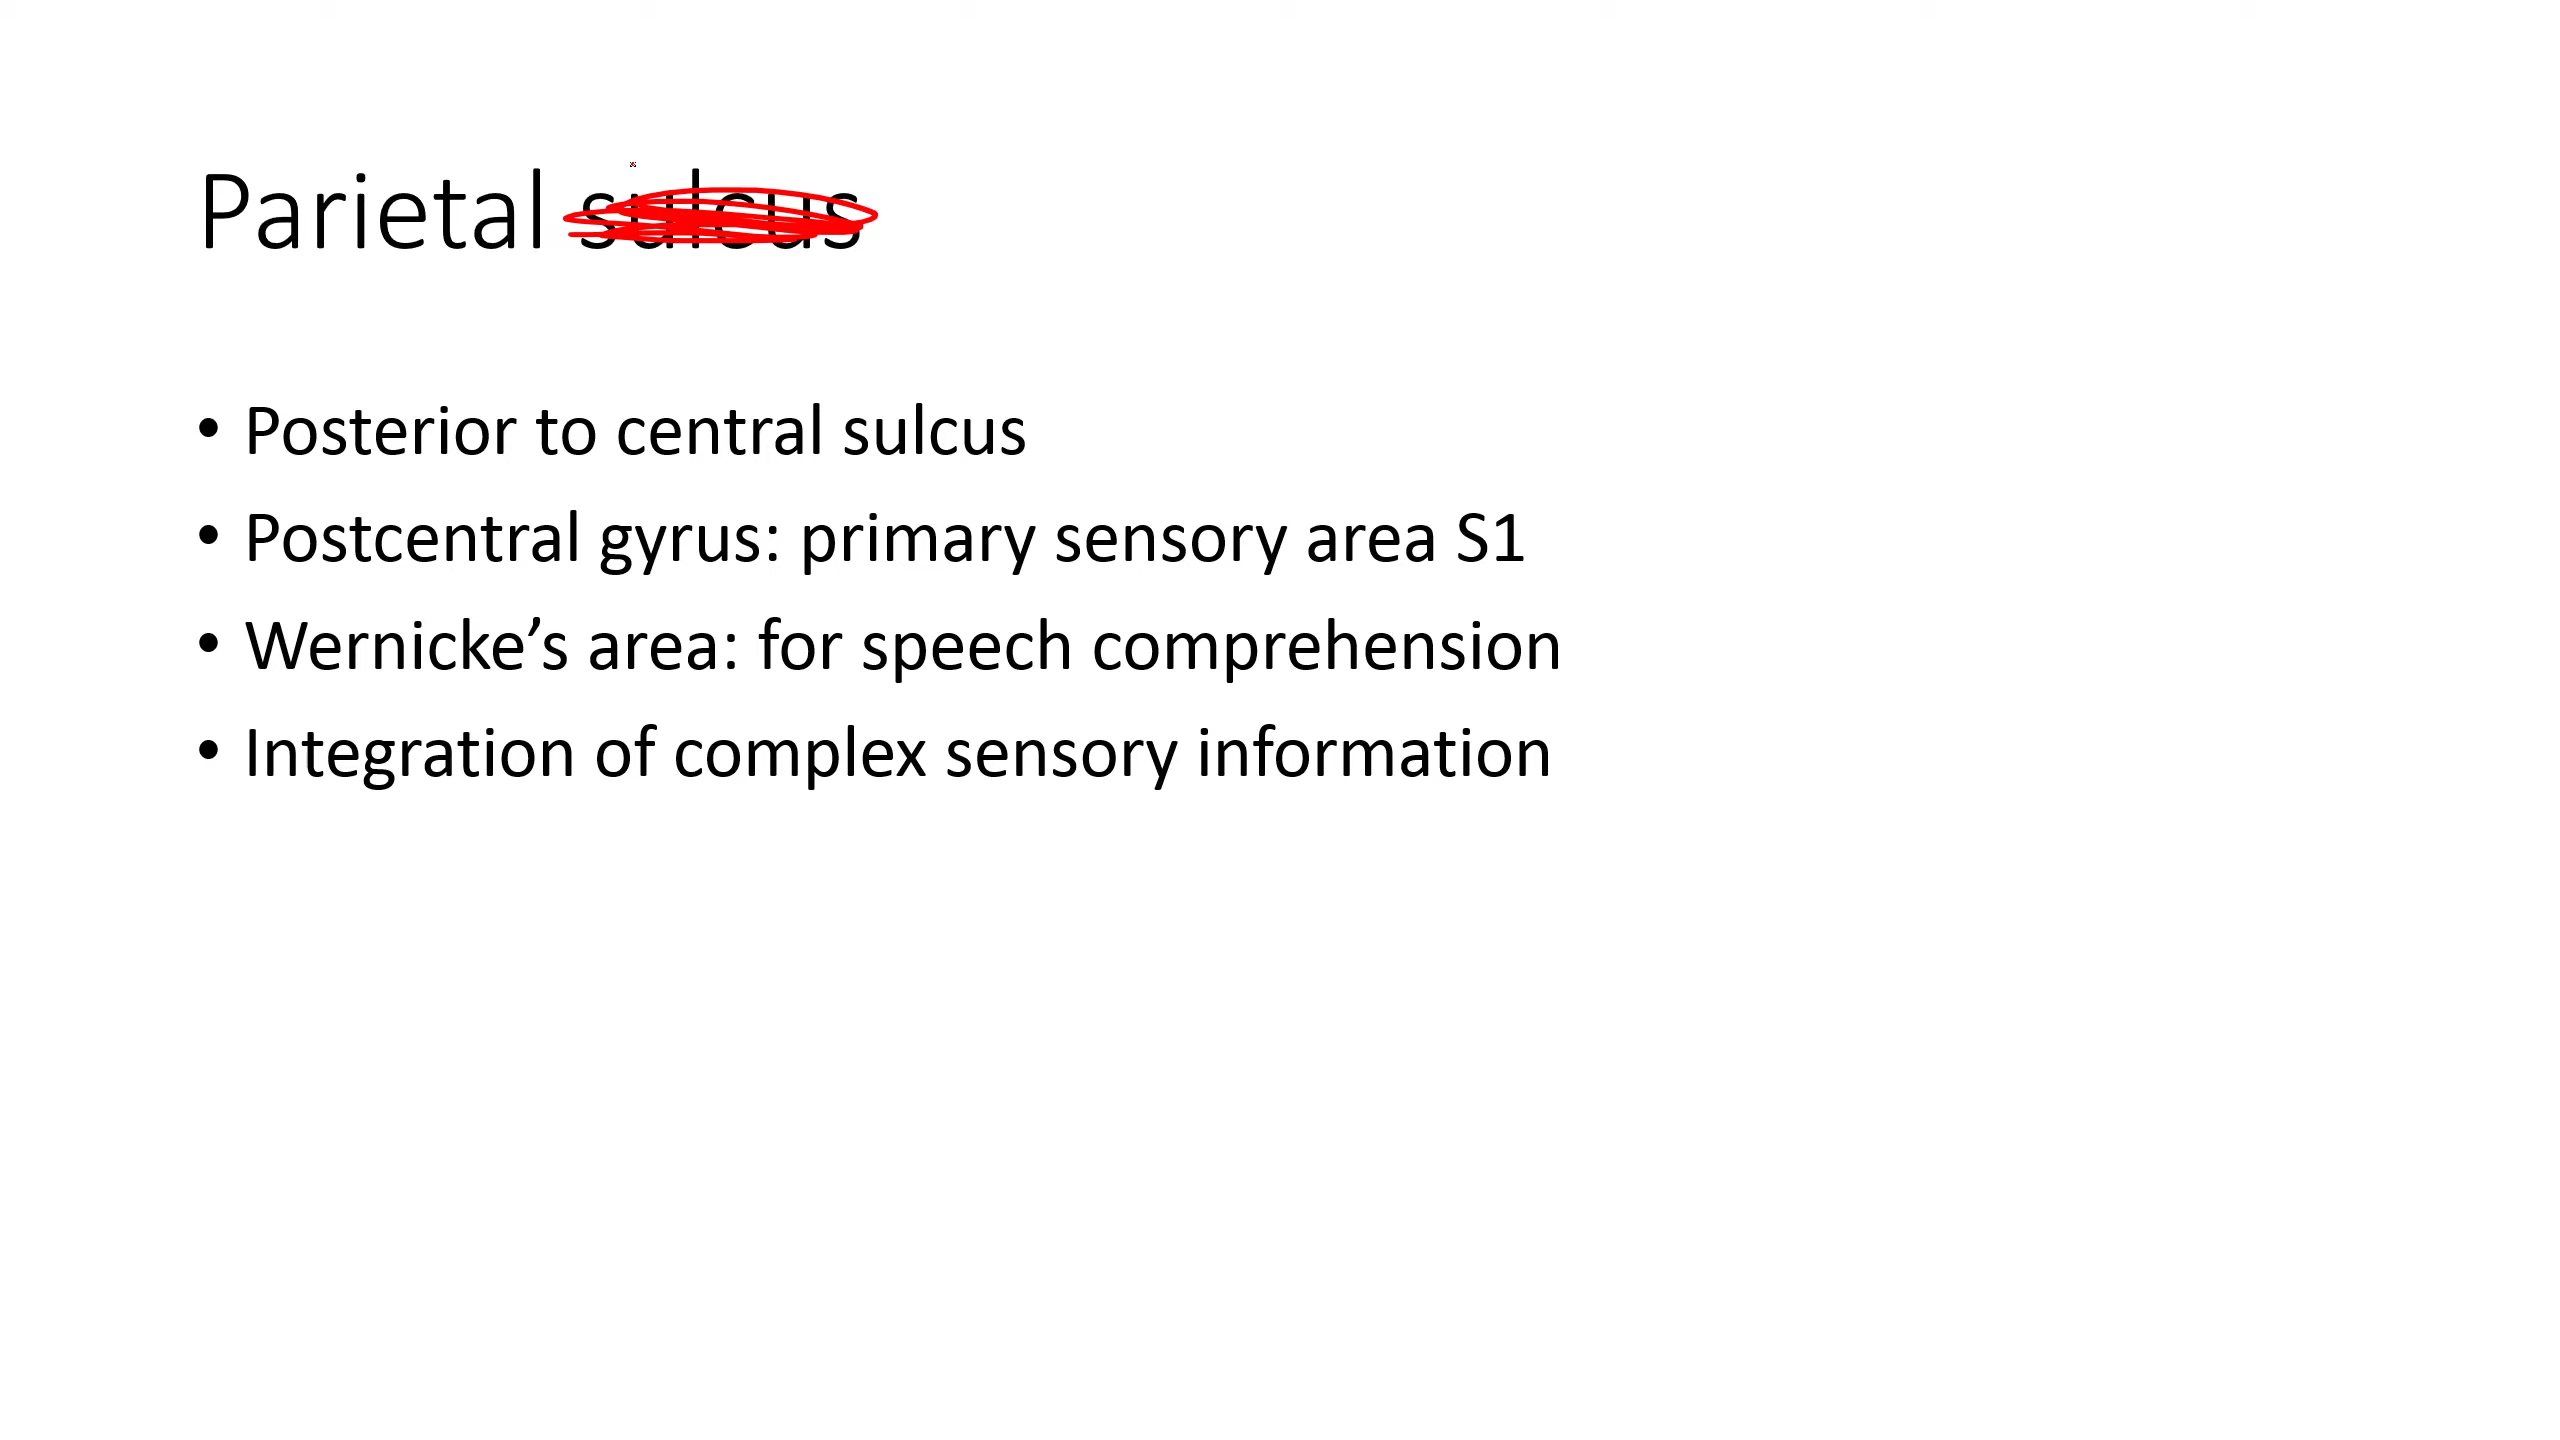 Parietal sulcus
• Posterior to central sulcus
• Postcentral gyrus: primary sensory area S1
• Wernicke’s area: for speech comprehension
• Integration of complex sensory information